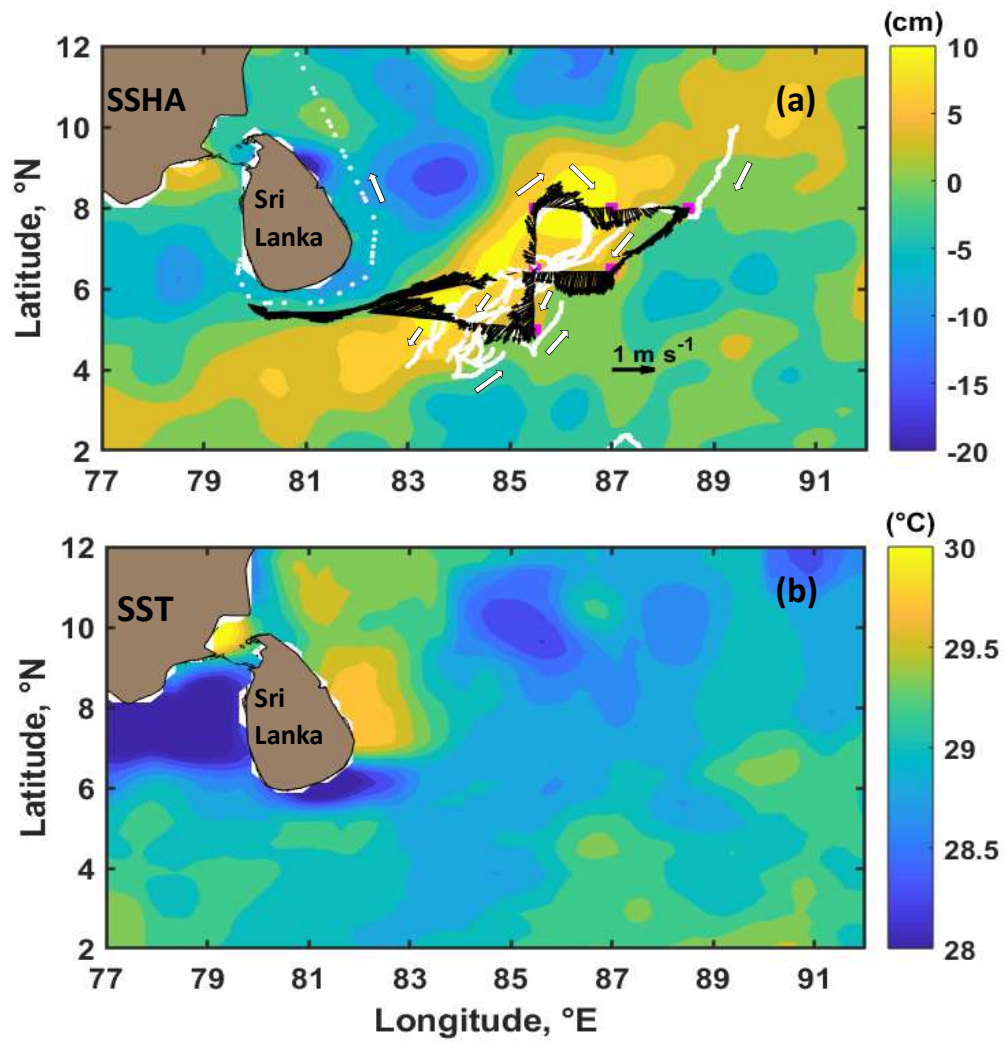 (cm)
12
10
8
6
4
2
Latitude, °N
SSHA
(a)
Sri
Lanka
1 m s⁻¹
77
79
81
83
85
87
89
91
10
5
0
-5
-10
-15
-20
(°C)
12
10
8
6
4
2
Latitude, °N
SST
(b)
Sri
Lanka
77
79
81
83
85
87
89
91
Longitude, °E
30
29.5
29
28.5
28